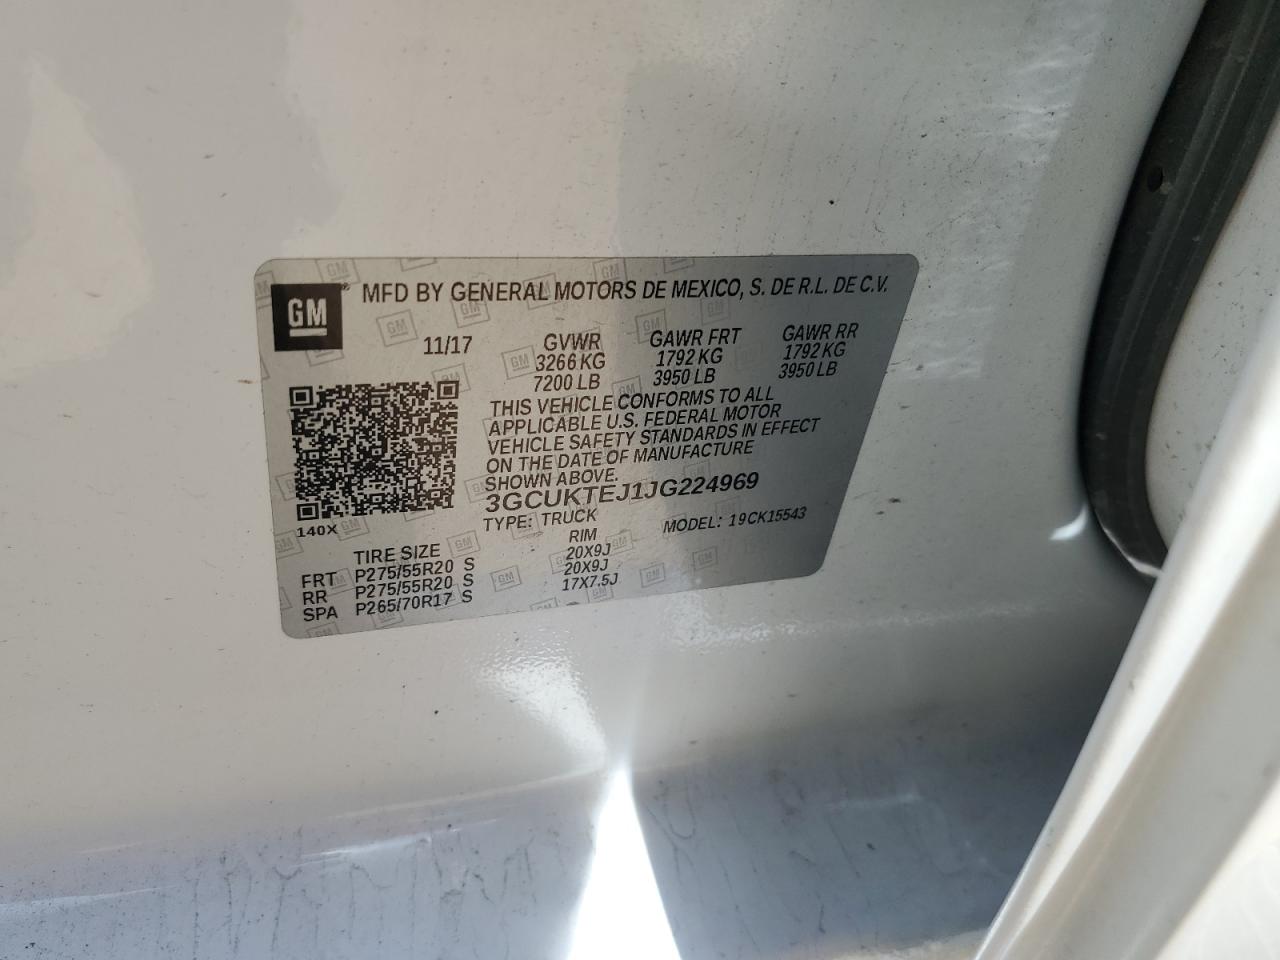 GM
MFD BY GENERAL MOTORS DE MEXICO, S. DE R.L. DE C.V.
11/17 GVWR GAWR FRT GAWR RR
3266 KG 1792 KG 1792 KG
7200 LB 3950 LB 3950 LB
THIS VEHICLE CONFORMS TO ALL
APPLICABLE U.S. FEDERAL MOTOR
VEHICLE SAFETY STANDARDS IN EFFECT
ON THE DATE OF MANUFACTURE
SHOWN ABOVE.
3GCUKTEJ1JG224969
140X TYPE: TRUCK MODEL: 19CK15543
TIRE SIZE RIM
FRT P275/55R20 S 20X9J
RR P275/55R20 S 20X9J
SPA P265/70R17 S 17X7.5J